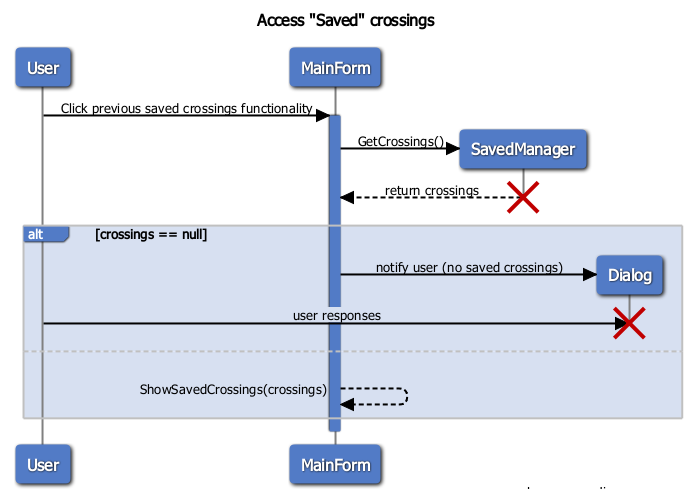 Access "Saved" crossings
User
MainForm
Click previous saved crossings functionality
GetCrossings()
SavedManager
return crossings
alt
[crossings == null]
notify user (no saved crossings)
Dialog
user responses
ShowSavedCrossings(crossings)
User
MainForm